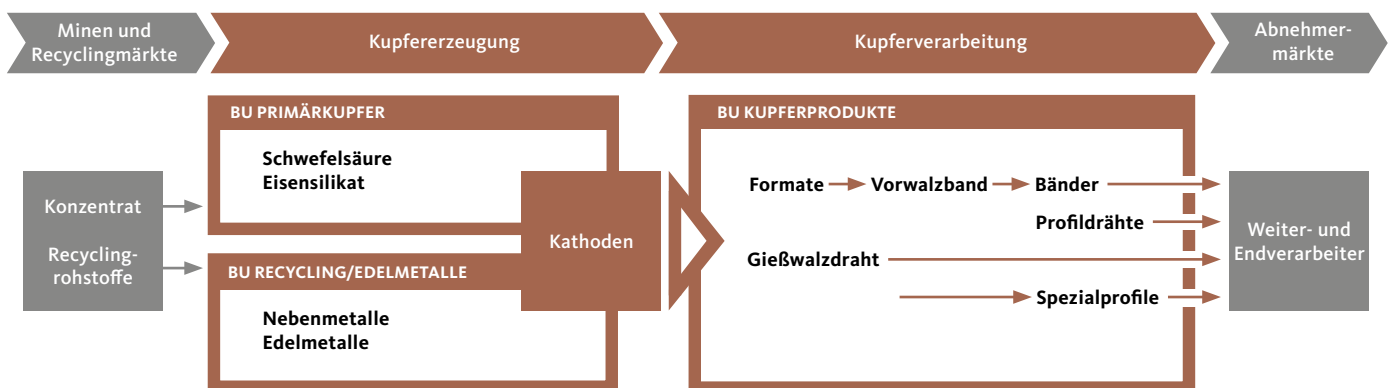 Minen und
Recyclingmärkte
Kupfererzeugung
Kupferverarbeitung
Abnehmer-
märkte
BU PRIMÄRKUPFER
Schwefelsäure
Eisensilikat
Konzentrat
Recycling-
rohstoffe
Kathoden
BU RECYCLING/EDELMETALLE
Nebenmetalle
Edelmetalle
BU KUPFERPRODUKTE
Formate
Vorwalzband
Bänder
Profildrähte
Gießwalzdraht
Spezialprofile
Weiter- und
Endverarbeiter